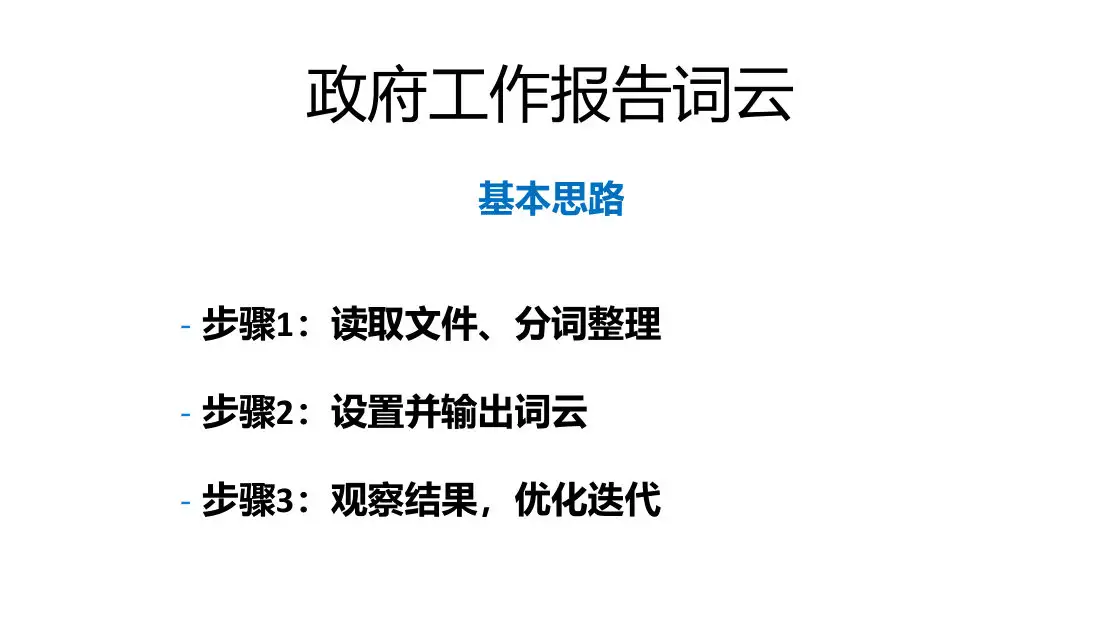 政府工作报告词云
基本思路
- 步骤1：读取文件、分词整理
- 步骤2：设置并输出词云
- 步骤3：观察结果，优化迭代